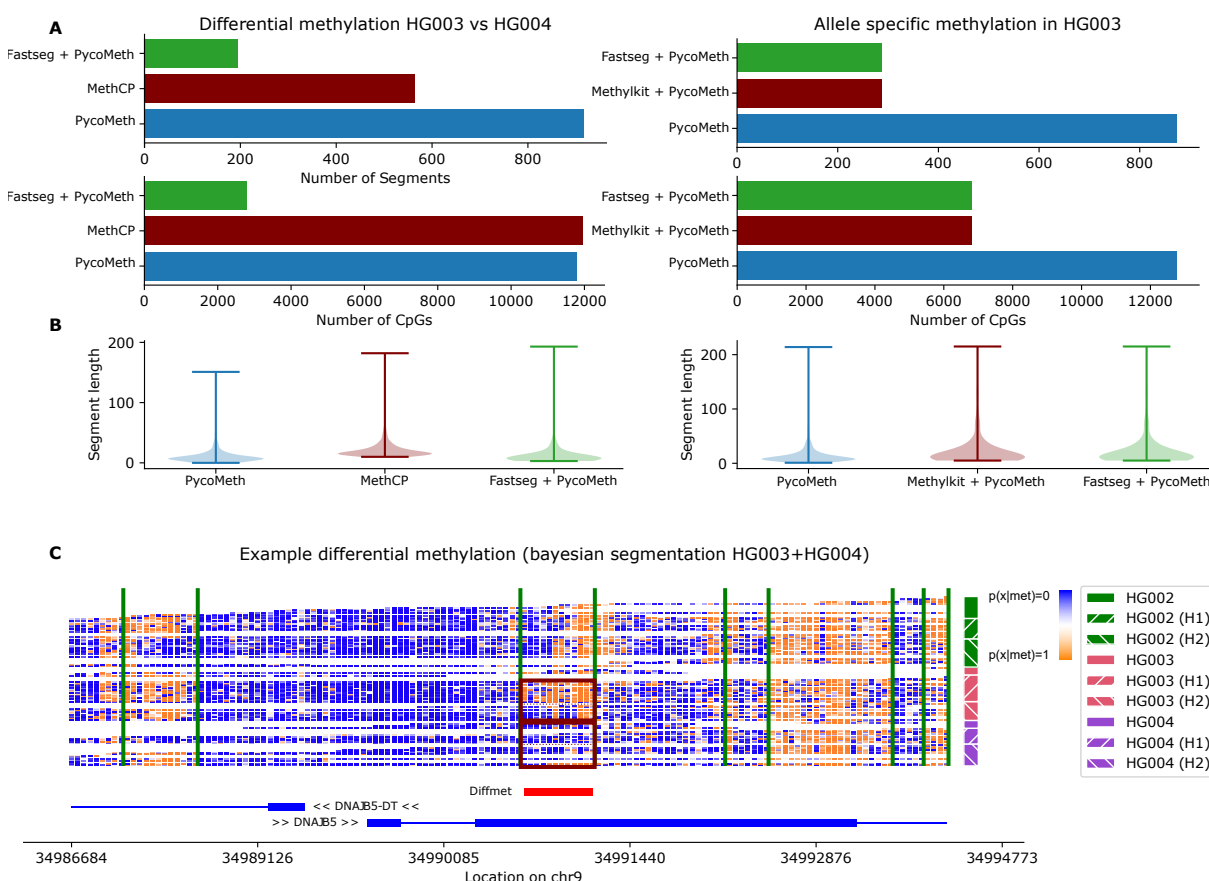 A
Differential methylation HG003 vs HG004
Fastseg + PycoMeth
MethCP
PycoMeth
0 200 400 600 800
Number of Segments
Fastseg + PycoMeth
MethCP
PycoMeth
0 2000 4000 6000 8000 10000 12000
Number of CpGs
Allele specific methylation in HG003
Fastseg + PycoMeth
Methylkit + PycoMeth
PycoMeth
0 200 400 600 800
Fastseg + PycoMeth
Methylkit + PycoMeth
PycoMeth
0 2000 4000 6000 8000 10000 12000
Number of CpGs
B
Segment length
200
100
0
PycoMeth MethCP Fastseg + PycoMeth
Segment length
200
100
0
PycoMeth Methylkit + PycoMeth Fastseg + PycoMeth
C
Example differential methylation (bayesian segmentation HG003+HG004)
p(x|met)=0
p(x|met)=1
HG002
HG002 (H1)
HG002 (H2)
HG003
HG003 (H1)
HG003 (H2)
HG004
HG004 (H1)
HG004 (H2)
Diffmet
<< DNAJB5-DT <<
>> DNAJB5 >>
34986684 34989126 34990085 34991440 34992876 34994773
Location on chr9